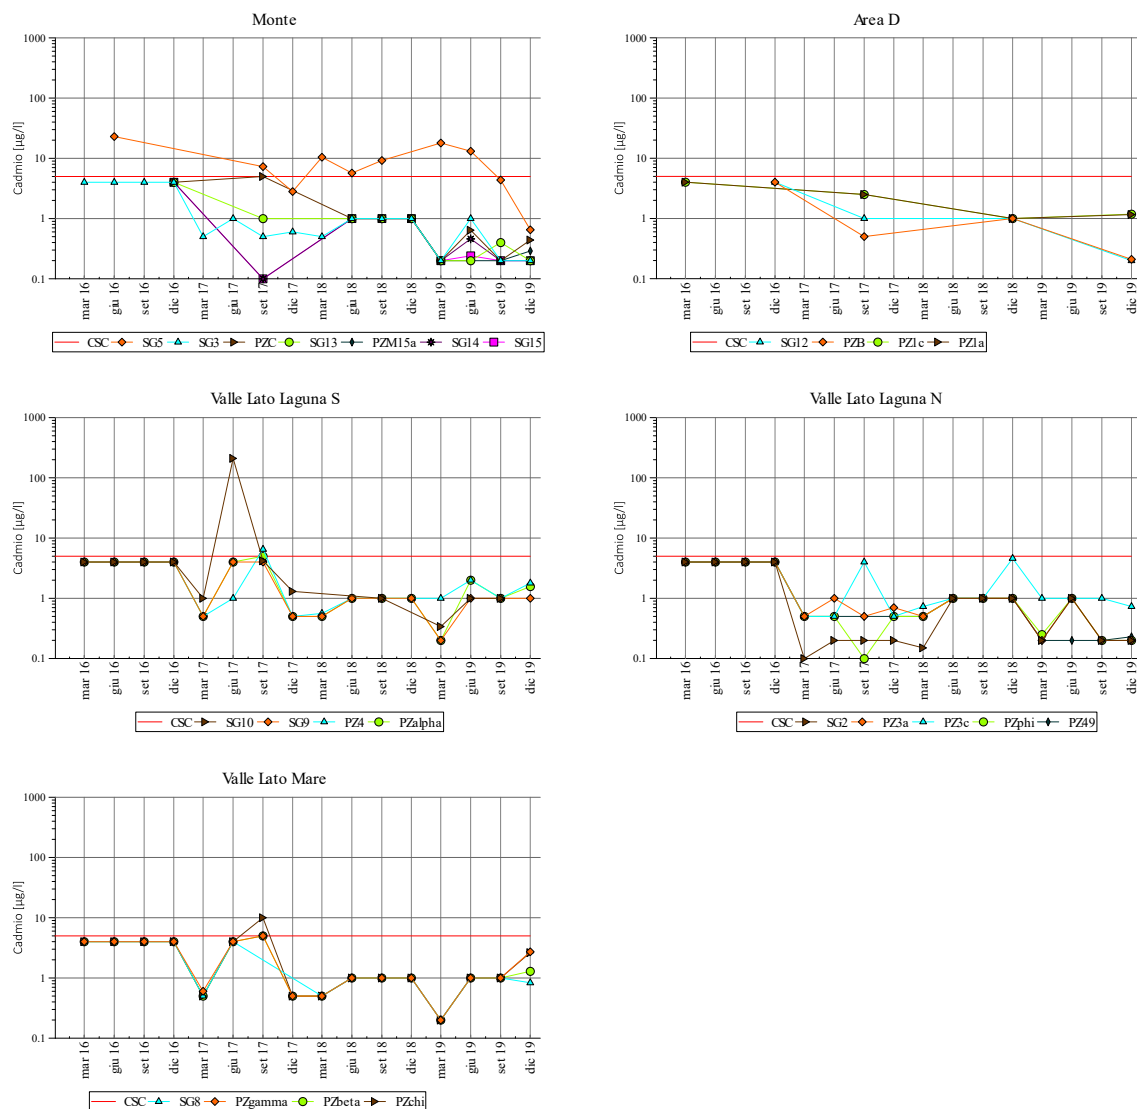 Monte
Cadmio [µg/l]
1000
100
10
1
0.1
mar 16 giu 16 set 16 dic 16 mar 17 giu 17 set 17 dic 17 mar 18 giu 18 set 18 dic 18 mar 19 giu 19 set 19 dic 19
CSC SG5 SG3 PZC SG13 PZM15a SG14 SG15
Area D
Cadmio [µg/l]
1000
100
10
1
0.1
mar 16 giu 16 set 16 dic 16 mar 17 giu 17 set 17 dic 17 mar 18 giu 18 set 18 dic 18 mar 19 giu 19 set 19 dic 19
CSC SG12 PZB PZ1c PZ1a
Valle Lato Laguna S
Cadmio [µg/l]
1000
100
10
1
0.1
mar 16 giu 16 set 16 dic 16 mar 17 giu 17 set 17 dic 17 mar 18 giu 18 set 18 dic 18 mar 19 giu 19 set 19 dic 19
CSC SG10 SG9 PZ4 PZalpha
Valle Lato Laguna N
Cadmio [µg/l]
1000
100
10
1
0.1
mar 16 giu 16 set 16 dic 16 mar 17 giu 17 set 17 dic 17 mar 18 giu 18 set 18 dic 18 mar 19 giu 19 set 19 dic 19
CSC SG2 PZ3a PZ3c PZphi PZ49
Valle Lato Mare
Cadmio [µg/l]
1000
100
10
1
0.1
mar 16 giu 16 set 16 dic 16 mar 17 giu 17 set 17 dic 17 mar 18 giu 18 set 18 dic 18 mar 19 giu 19 set 19 dic 19
CSC SG8 PZgamma PZbeta PZchi